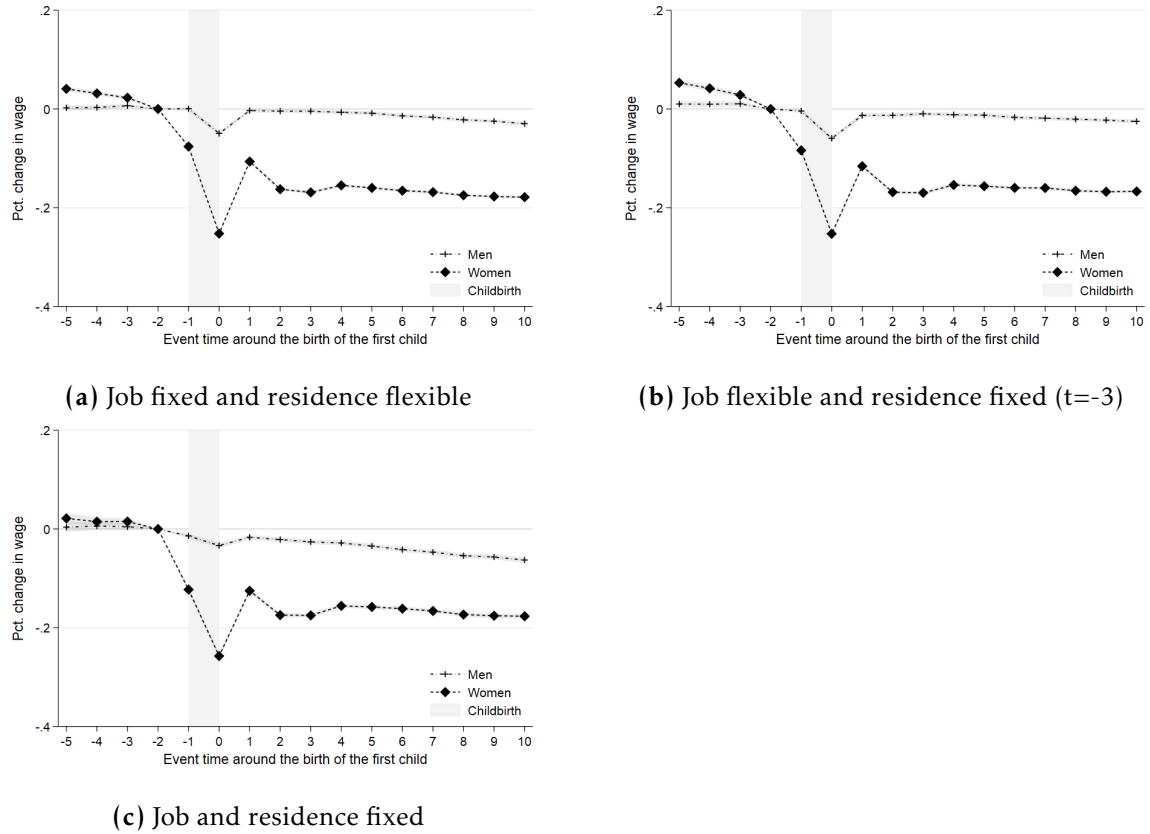 .2
0
-.2
-.4
Pct. change in wage
Men
Women
Childbirth
-5 -4 -3 -2 -1 0 1 2 3 4 5 6 7 8 9 10
Event time around the birth of the first child
(a) Job fixed and residence flexible
.2
0
-.2
-.4
Pct. change in wage
Men
Women
Childbirth
-5 -4 -3 -2 -1 0 1 2 3 4 5 6 7 8 9 10
Event time around the birth of the first child
(b) Job flexible and residence fixed (t=-3)
.2
0
-.2
-.4
Pct. change in wage
Men
Women
Childbirth
-5 -4 -3 -2 -1 0 1 2 3 4 5 6 7 8 9 10
Event time around the birth of the first child
(c) Job and residence fixed